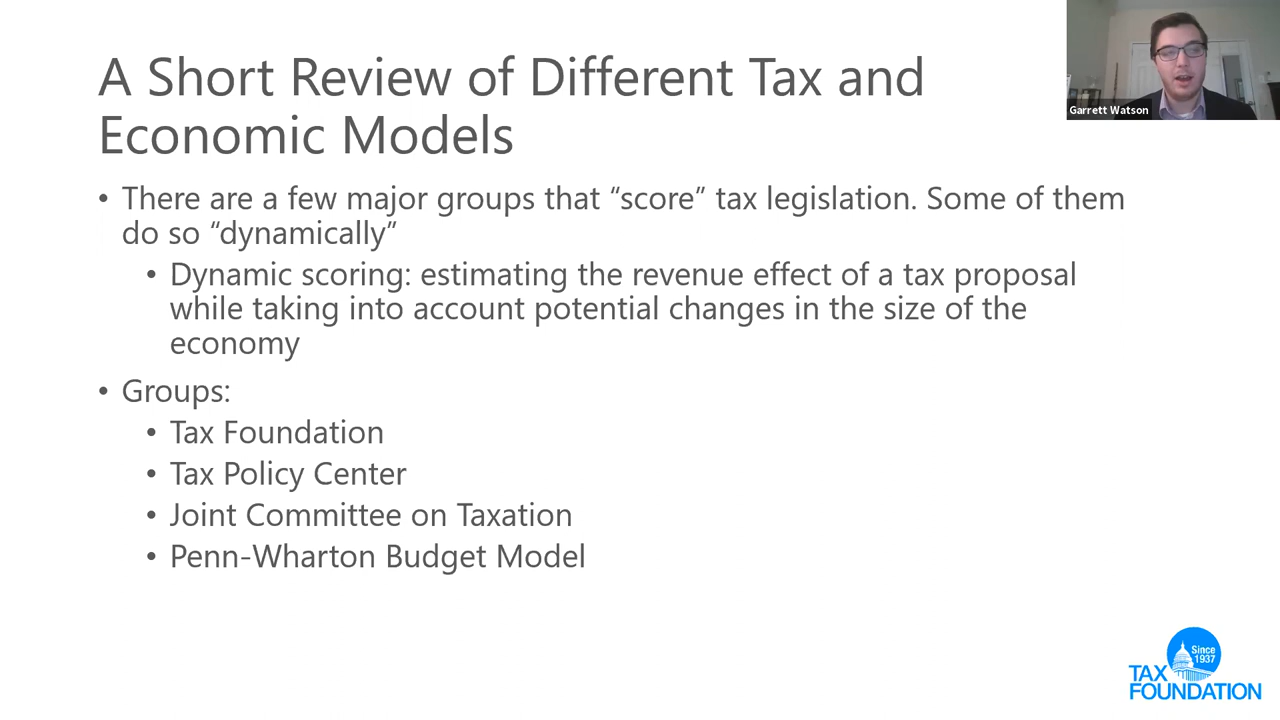 A Short Review of Different Tax and
Economic Models
Garrett Watson
• There are a few major groups that “score” tax legislation. Some of them
do so “dynamically”
• Dynamic scoring: estimating the revenue effect of a tax proposal
while taking into account potential changes in the size of the
economy
• Groups:
• Tax Foundation
• Tax Policy Center
• Joint Committee on Taxation
• Penn-Wharton Budget Model
Since
1937
TAX
FOUNDATION